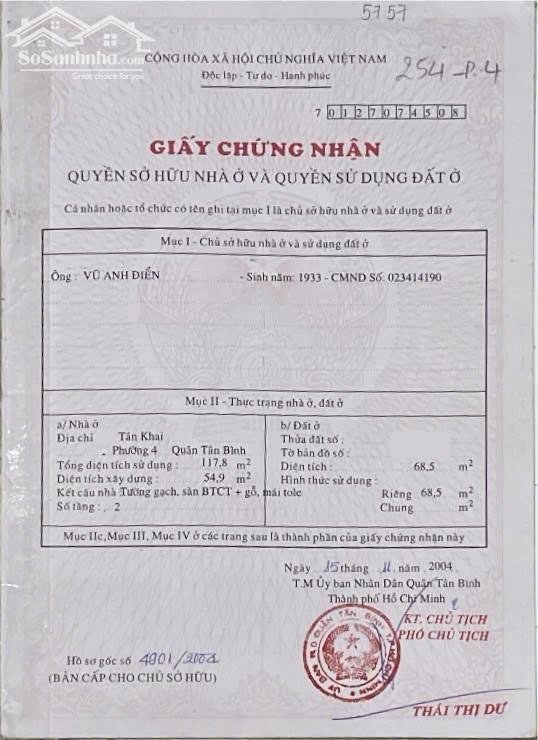 5757
SoSanhnha.com
Great choice for you
CỘNG HÒA XÃ HỘI CHỦ NGHĨA VIỆT NAM
Độc lập - Tự do - Hạnh phúc
254-P.4
7 0127074508
GIẤY CHỨNG NHẬN
QUYỀN SỞ HỮU NHÀ Ở VÀ QUYỀN SỬ DỤNG ĐẤT Ở
Cá nhân hoặc tổ chức có tên ghi tại mục I là chủ sở hữu nhà ở và sử dụng đất ở
Mục I - Chủ sở hữu nhà ở và sử dụng đất ở
Ông : VŨ ANH ĐIỂN - Sinh năm: 1933 - CMND Số: 023414190
Mục II - Thực trạng nhà ở, đất ở
a/ Nhà ở
Địa chỉ Tân Khai
, Phường 4 Quận Tân Bình
Tổng diện tích sử dụng : 117,8 m²
Diện tích xây dựng : 54,9 m²
Kết cấu nhà Tường gạch, sàn BTCT + gỗ, mái tole
Số tầng : 2
b/ Đất ở
Thửa đất số :
Tờ bản đồ số :
Diện tích : 68,5 m²
Hình thức sử dụng :
Riêng 68,5 m²
Chung m²
Mục IIc, Mục III, Mục IV ở các trang sau là thành phần của giấy chứng nhận này
Ngày 15 tháng 11 năm 2004
T.M Ủy ban Nhân Dân Quận Tân Bình
Thành phố Hồ Chí Minh
KT. CHỦ TỊCH
PHÓ CHỦ TỊCH
Hồ sơ gốc số 4901/2004
(BẢN CẤP CHO CHỦ SỞ HỮU)
THÁI THỊ DƯ